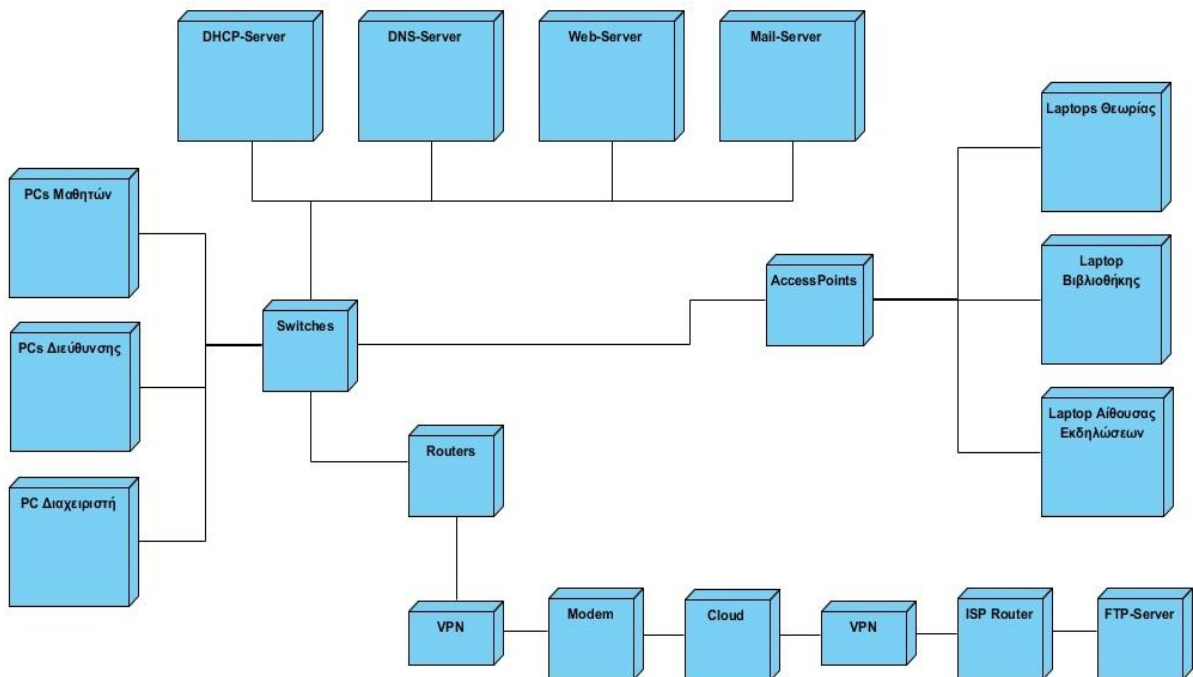 DHCP-Server
DNS-Server
Web-Server
Mail-Server
Laptops Θεωρίας
PCs Μαθητών
Laptop
Βιβλιοθήκης
AccessPoints
Switches
PCs Διεύθυνσης
Laptop Αίθουσας
Εκδηλώσεων
Routers
PC Διαχειριστή
VPN
Modem
Cloud
VPN
ISP Router
FTP-Server